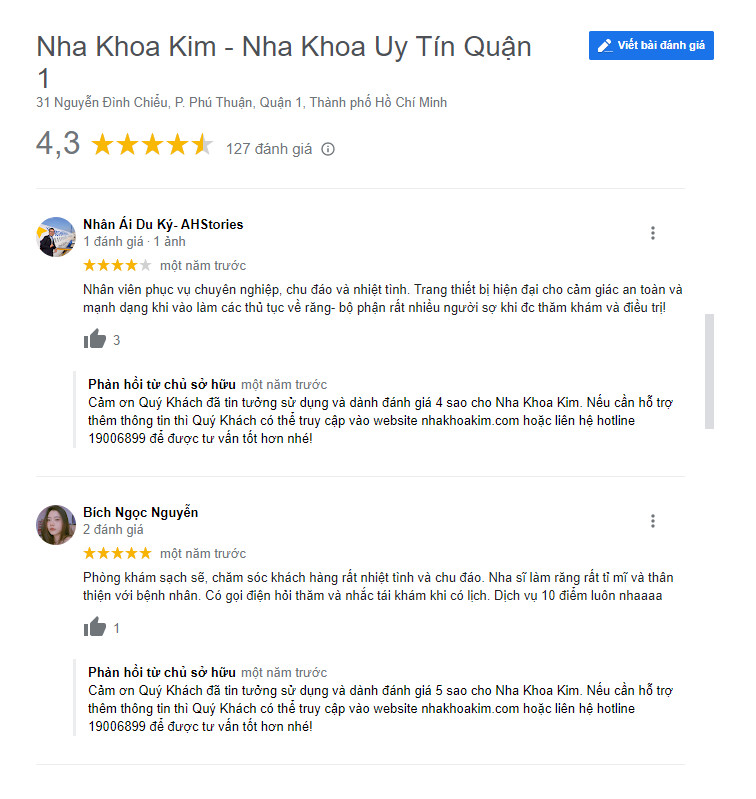 Nha Khoa Kim - Nha Khoa Uy Tín Quận
1
Viết bài đánh giá
31 Nguyễn Đình Chiểu, P. Phú Thuận, Quận 1, Thành phố Hồ Chí Minh
4,3 127 đánh giá
Nhân Ái Du Ký- AHStories
1 đánh giá · 1 ảnh
một năm trước
Nhân viên phục vụ chuyên nghiệp, chu đáo và nhiệt tình. Trang thiết bị hiện đại cho cảm giác an toàn và
mạnh dạng khi vào làm các thủ tục về răng- bộ phận rất nhiều người sợ khi đc thăm khám và điều trị!
3
Phản hồi từ chủ sở hữu một năm trước
Cảm ơn Quý Khách đã tin tưởng sử dụng và dành đánh giá 4 sao cho Nha Khoa Kim. Nếu cần hỗ trợ
thêm thông tin thì Quý Khách có thể truy cập vào website nhakhoakim.com hoặc liên hệ hotline
19006899 để được tư vấn tốt hơn nhé!
Bích Ngọc Nguyễn
2 đánh giá
một năm trước
Phòng khám sạch sẽ, chăm sóc khách hàng rất nhiệt tình và chu đáo. Nha sĩ làm răng rất tỉ mĩ và thân
thiện với bệnh nhân. Có gọi điện hỏi thăm và nhắc tái khám khi có lịch. Dịch vụ 10 điểm luôn nhaaaa
1
Phản hồi từ chủ sở hữu một năm trước
Cảm ơn Quý Khách đã tin tưởng sử dụng và dành đánh giá 5 sao cho Nha Khoa Kim. Nếu cần hỗ trợ
thêm thông tin thì Quý Khách có thể truy cập vào website nhakhoakim.com hoặc liên hệ hotline
19006899 để được tư vấn tốt hơn nhé!